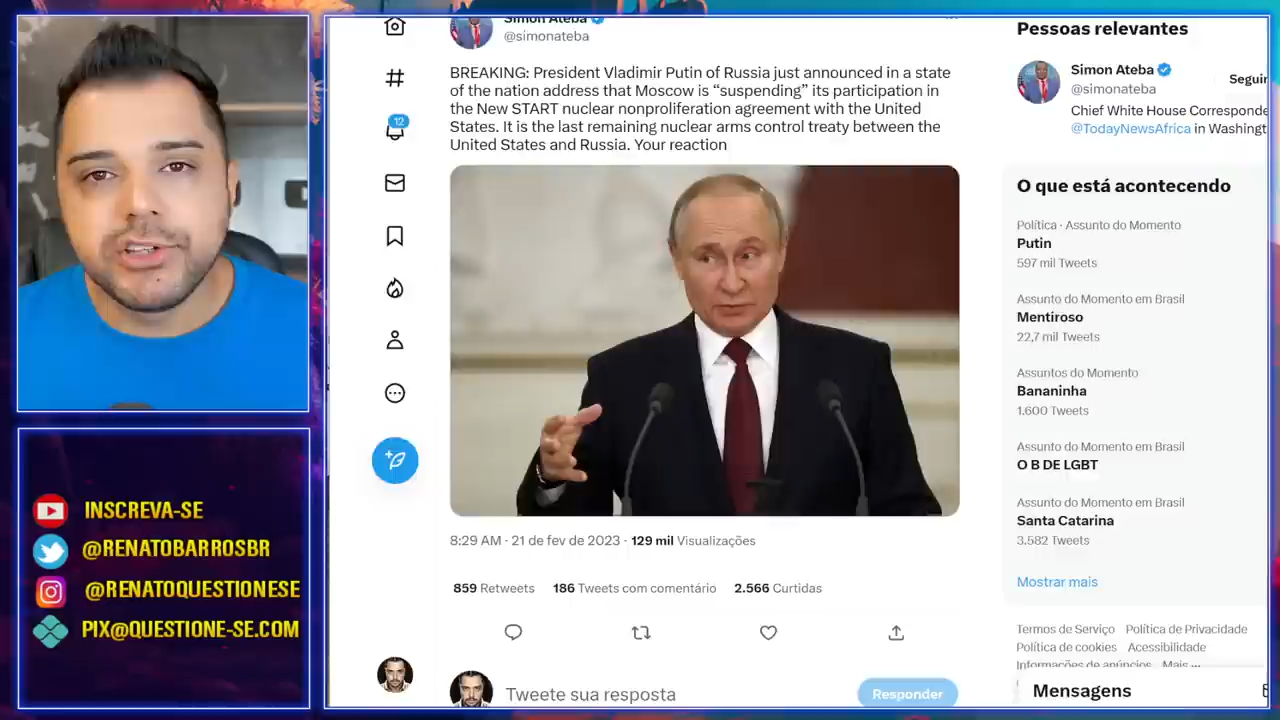 Simon Ateba
@simonateba
BREAKING: President Vladimir Putin of Russia just announced in a state
of the nation address that Moscow is “suspending” its participation in
the New START nuclear nonproliferation agreement with the United
States. It is the last remaining nuclear arms control treaty between the
United States and Russia. Your reaction
8:29 AM · 21 de fev de 2023 · 129 mil Visualizações
859 Retweets 186 Tweets com comentário 2.566 Curtidas
Tweete sua resposta
Responder
12
Pessoas relevantes
Simon Ateba
@simonateba
Seguir
Chief White House Corresponde
@TodayNewsAfrica in Washingt
O que está acontecendo
Política · Assunto do Momento
Putin
597 mil Tweets
Assunto do Momento em Brasil
Mentiroso
22,7 mil Tweets
Assuntos do Momento
Bananinha
1.600 Tweets
Assunto do Momento em Brasil
O B DE LGBT
Assunto do Momento em Brasil
Santa Catarina
3.582 Tweets
Mostrar mais
Termos de Serviço Política de Privacidade
Política de cookies Acessibilidade
Informações de anúncios Mais ...
Mensagens
INSCREVA-SE
@RENATOBARROSBR
@RENATOQUESTIONESE
PIX@QUESTIONE-SE.COM